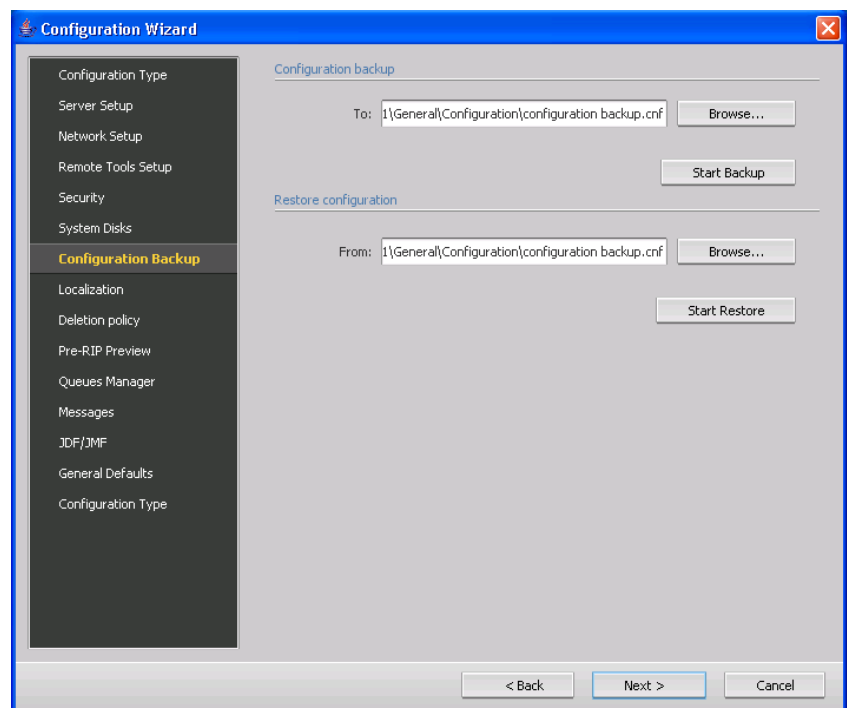 Configuration Wizard
Configuration Type
Server Setup
Network Setup
Remote Tools Setup
Security
System Disks
Configuration Backup
Localization
Deletion policy
Pre-RIP Preview
Queues Manager
Messages
JDF/JMF
General Defaults
Configuration Type
Configuration backup
To: 1\General\Configuration\configuration backup.cnf Browse...
Start Backup
Restore configuration
From: 1\General\Configuration\configuration backup.cnf Browse...
Start Restore
< Back Next > Cancel